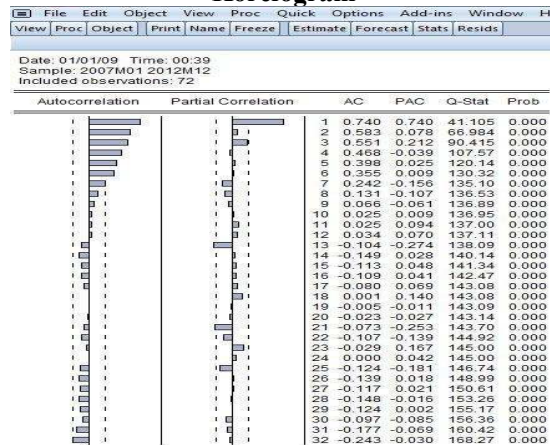 Horelogram
File Edit Object View Proc Quick Options Add-ins Window H
View Proc Object Print Name Freeze Estimate Forecast Stats Resids
Date: 01/01/09 Time: 00:39
Sample: 2007M01 2012M12
Included observations: 72
Autocorrelation Partial Correlation AC PAC Q-Stat Prob
1 0.740 0.740 41.105 0.000
2 0.583 0.078 66.984 0.000
3 0.551 0.212 90.415 0.000
4 0.468 -0.039 107.57 0.000
5 0.398 0.025 120.14 0.000
6 0.355 0.009 130.32 0.000
7 0.242 -0.156 135.10 0.000
8 0.131 -0.107 136.53 0.000
9 0.066 -0.061 136.89 0.000
10 0.025 0.009 136.95 0.000
11 0.025 0.094 137.00 0.000
12 0.034 0.070 137.11 0.000
13 -0.104 -0.274 138.09 0.000
14 -0.149 0.028 140.14 0.000
15 -0.113 0.048 141.34 0.000
16 -0.109 0.041 142.47 0.000
17 -0.080 0.069 143.08 0.000
18 0.001 0.140 143.08 0.000
19 -0.005 -0.011 143.09 0.000
20 -0.023 -0.027 143.14 0.000
21 -0.073 -0.253 143.70 0.000
22 -0.107 -0.139 144.92 0.000
23 -0.029 0.167 145.00 0.000
24 0.000 0.042 145.00 0.000
25 -0.124 -0.181 146.74 0.000
26 -0.139 0.018 148.99 0.000
27 -0.117 0.021 150.61 0.000
28 -0.148 -0.016 153.26 0.000
29 -0.124 0.002 155.17 0.000
30 -0.097 -0.085 156.36 0.000
31 -0.177 -0.069 160.42 0.000
32 -0.243 -0.030 168.20 0.000